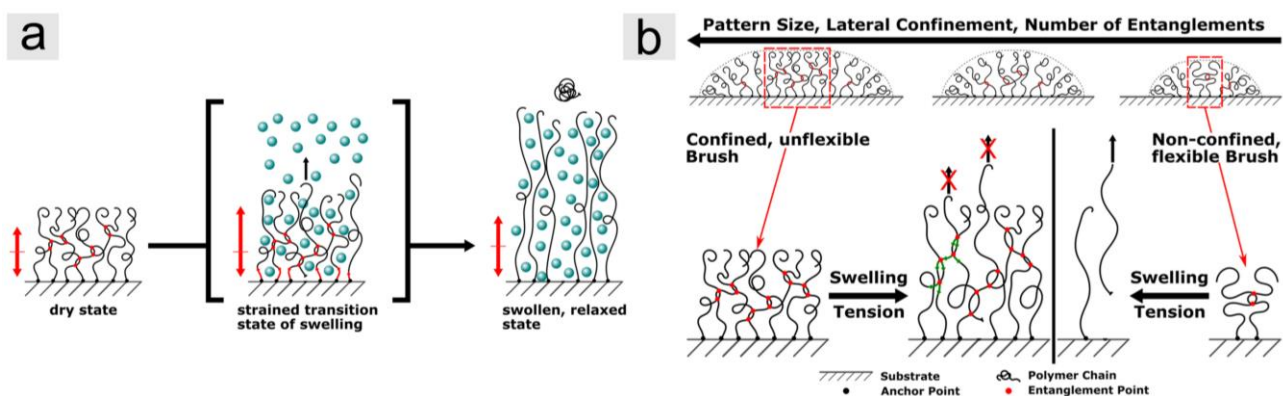 a
dry state
strained transition
state of swelling
swollen, relaxed
state
b
Pattern Size, Lateral Confinement, Number of Entanglements
Confined, unflexible
Brush
Non-confined,
flexible Brush
Swelling
Tension
Swelling
Tension
Substrate
Polymer Chain
Anchor Point
Entanglement Point